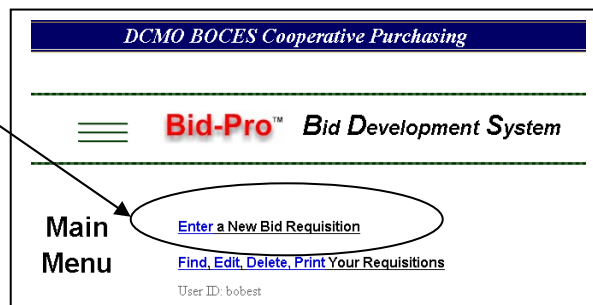 DCMO BOCES Cooperative Purchasing
Bid-Pro™ Bid Development System
Main Menu
Enter a New Bid Requisition
Find, Edit, Delete, Print Your Requisitions
User ID: bobest